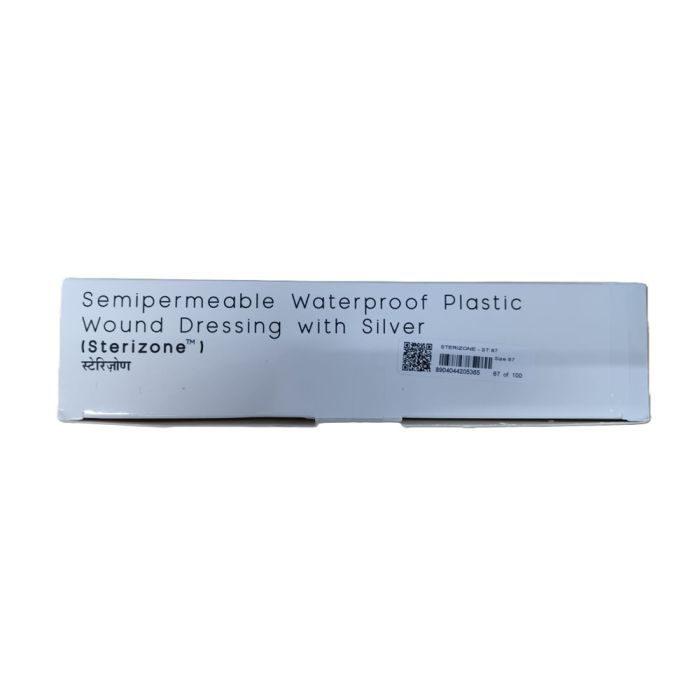 Semipermeable Waterproof Plastic
Wound Dressing with Silver
(Sterizone™)
स्टेरिज़ोण
STERIZONE - ST 67
Size 67
8904044205365
67 of 100